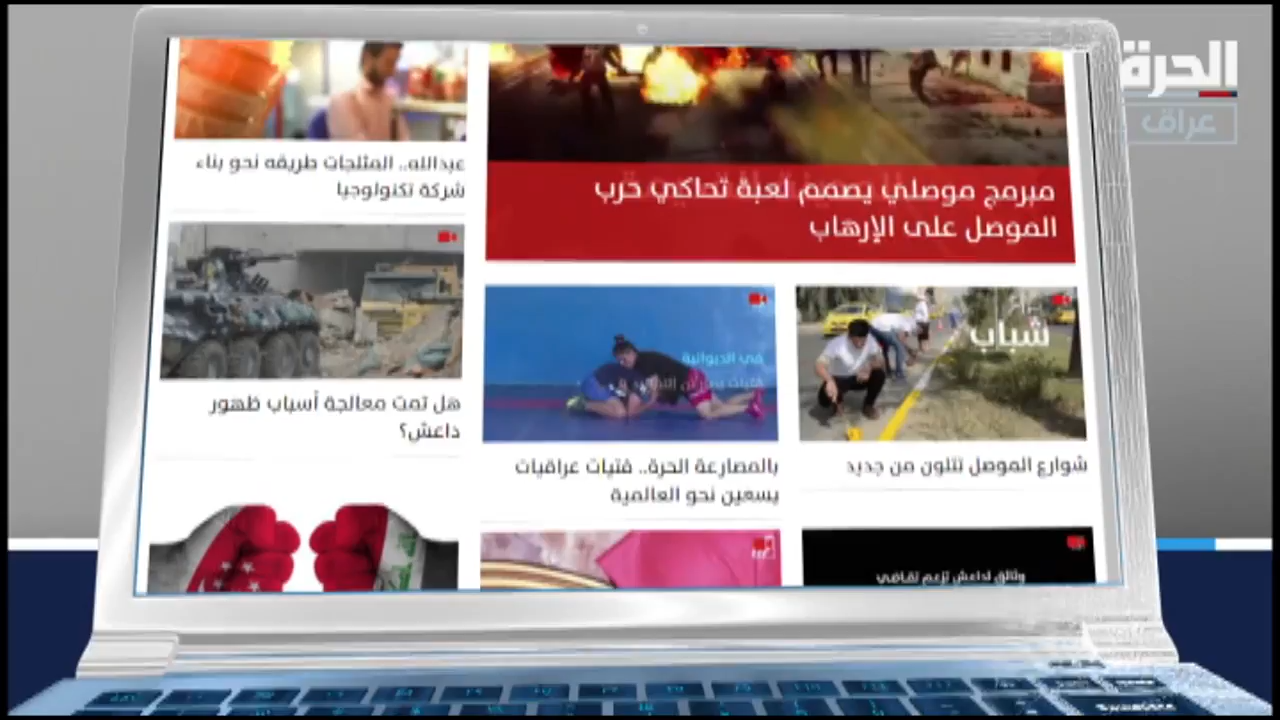 الحرة
عراق
مبرمج موصلي يصمم لعبة تحاكي حرب
الموصل على الإرهاب
عبدالله.. المثلجات طريقه نحو بناء
شركة تكنولوجيا
شباب
شوارع الموصل تتلون من جديد
في الديوانية
بالمصارعة الحرة.. فتيات عراقيات
يسعين نحو العالمية
هل تمت معالجة أسباب ظهور
داعش؟
وثائق لداعش تزعم تقاضي